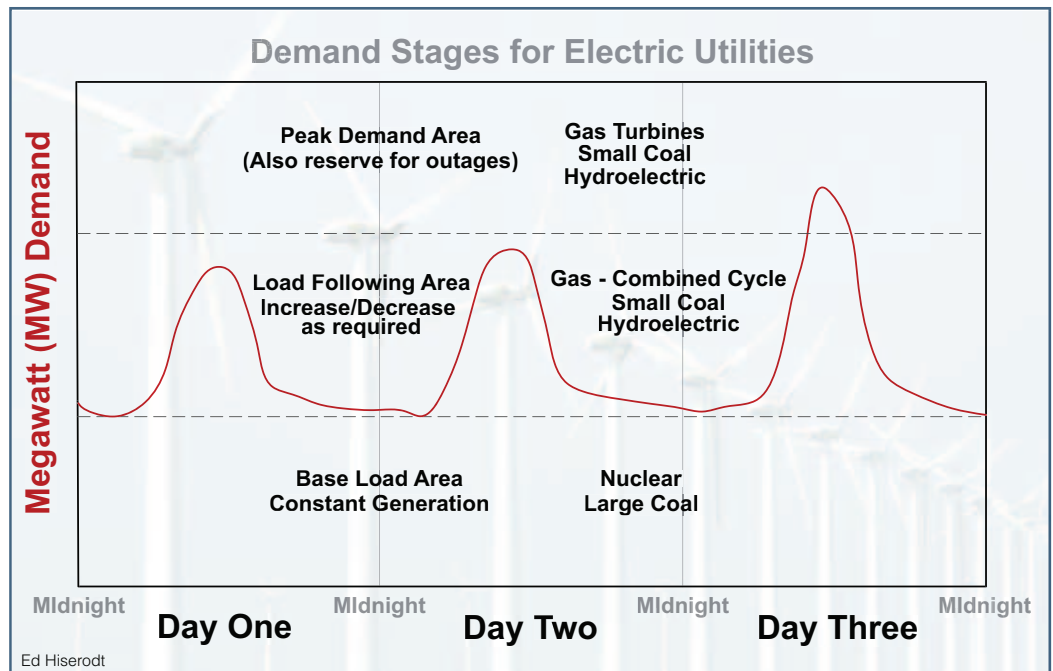 Demand Stages for Electric Utilities
Megawatt (MW) Demand
Peak Demand Area
(Also reserve for outages)
Gas Turbines
Small Coal
Hydroelectric
Load Following Area
Increase/Decrease
as required
Gas - Combined Cycle
Small Coal
Hydroelectric
Base Load Area
Constant Generation
Nuclear
Large Coal
MIdnight
MIdnight
MIdnight
MIdnight
Day One
Day Two
Day Three
Ed Hiserodt